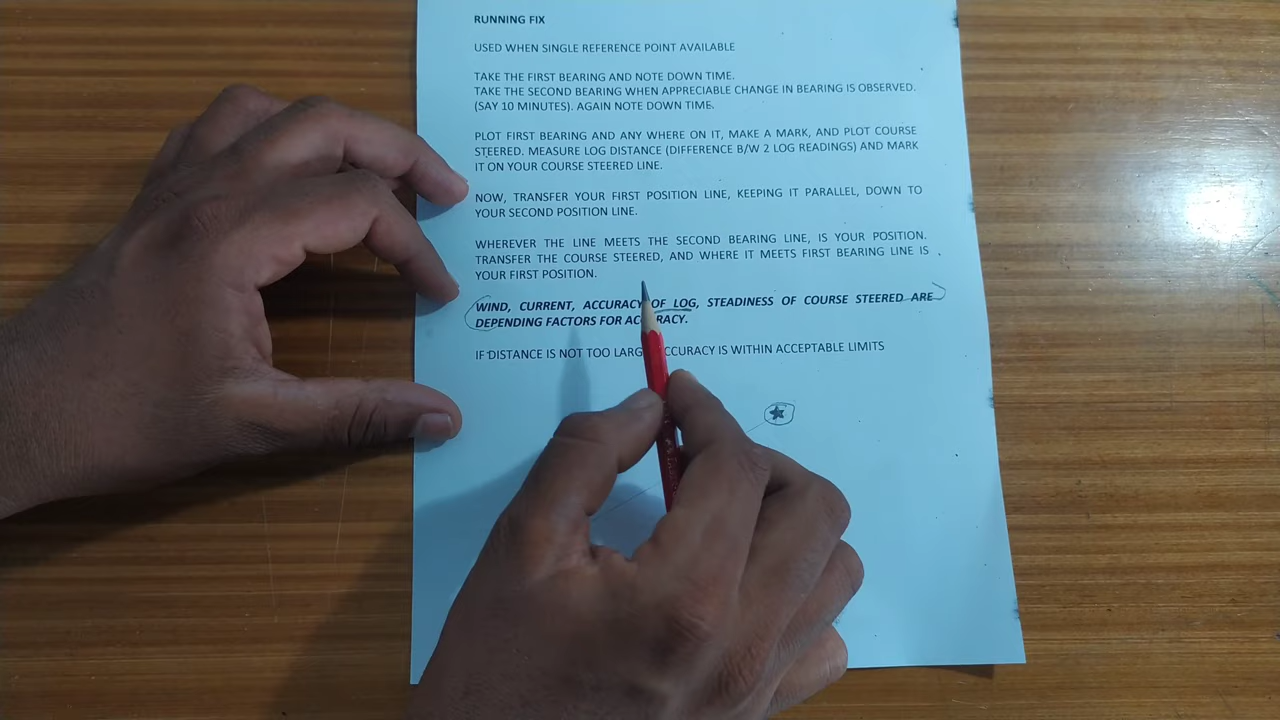 RUNNING FIX
USED WHEN SINGLE REFERENCE POINT AVAILABLE
TAKE THE FIRST BEARING AND NOTE DOWN TIME.
TAKE THE SECOND BEARING WHEN APPRECIABLE CHANGE IN BEARING IS OBSERVED.
(SAY 10 MINUTES). AGAIN NOTE DOWN TIME.
PLOT FIRST BEARING AND ANY WHERE ON IT, MAKE A MARK, AND PLOT COURSE
STEERED. MEASURE LOG DISTANCE (DIFFERENCE B/W 2 LOG READINGS) AND MARK
IT ON YOUR COURSE STEERED LINE.
NOW, TRANSFER YOUR FIRST POSITION LINE, KEEPING IT PARALLEL, DOWN TO
YOUR SECOND POSITION LINE.
WHEREVER THE LINE MEETS THE SECOND BEARING LINE, IS YOUR POSITION.
TRANSFER THE COURSE STEERED, AND WHERE IT MEETS FIRST BEARING LINE IS
YOUR FIRST POSITION.
WIND, CURRENT, ACCURACY OF LOG, STEADINESS OF COURSE STEERED ARE
DEPENDING FACTORS FOR ACCURACY.
IF DISTANCE IS NOT TOO IS WITHIN ACCEPTABLE LIMITS